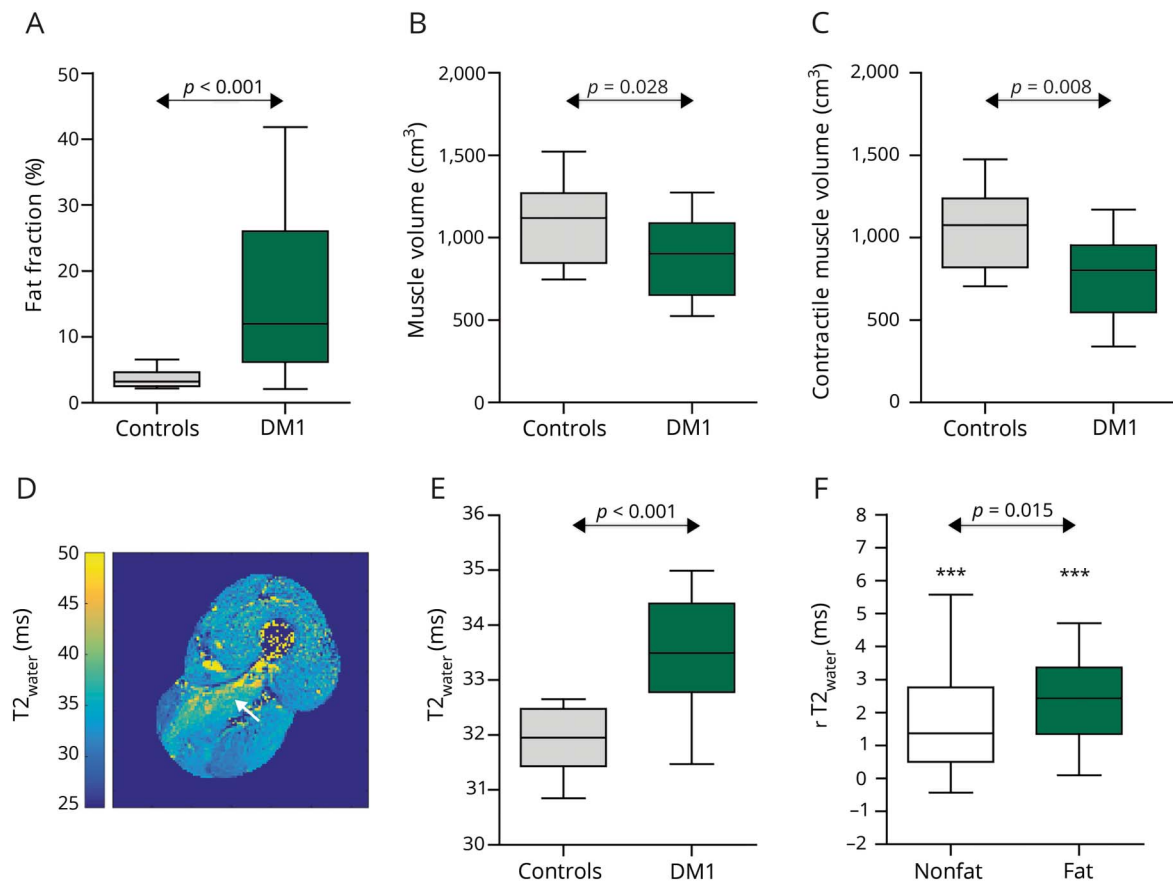 A
p < 0.001
Fat fraction (%)
50
40
30
20
10
0
Controls
DM1
B
p = 0.028
Muscle volume (cm³)
2,000
1,500
1,000
500
0
Controls
DM1
C
p = 0.008
Contractile muscle volume (cm³)
2,000
1,500
1,000
500
0
Controls
DM1
D
T2water (ms)
50
45
40
35
30
25
E
p < 0.001
T2water (ms)
36
35
34
33
32
31
30
Controls
DM1
F
p = 0.015
*** ***
r T2water (ms)
8
7
6
5
4
3
2
1
0
−1
−2
Nonfat
Fat